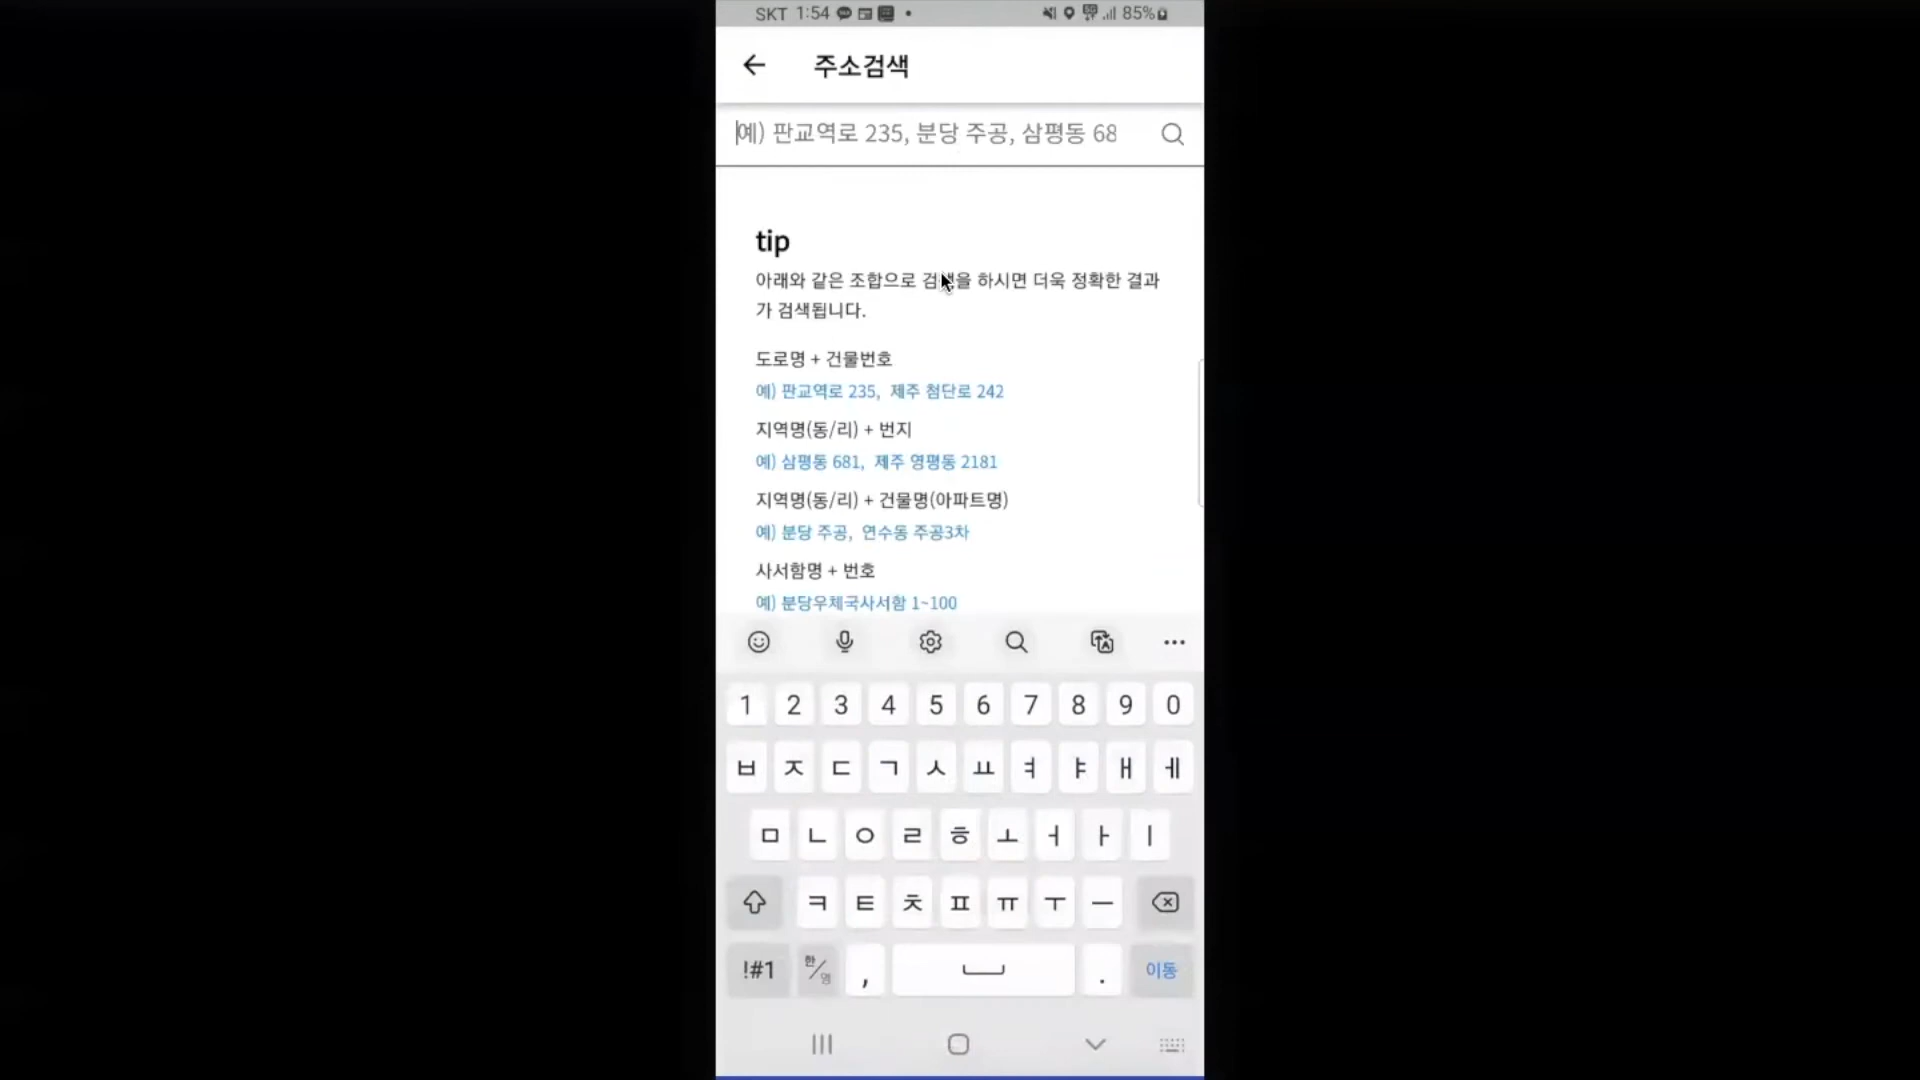 SKT 1:54 85%
주소검색
예) 판교역로 235, 분당 주공, 삼평동 68
tip
아래와 같은 조합으로 검색을 하시면 더욱 정확한 결과
가 검색됩니다.
도로명 + 건물번호
예) 판교역로 235, 제주 첨단로 242
지역명(동/리) + 번지
예) 삼평동 681, 제주 영평동 2181
지역명(동/리) + 건물명(아파트명)
예) 분당 주공, 연수동 주공3차
사서함명 + 번호
예) 분당우체국사서함 1~100
1 2 3 4 5 6 7 8 9 0
ㅂ ㅈ ㄷ ㄱ ㅅ ㅛ ㅕ ㅑ ㅐ ㅔ
ㅁ ㄴ ㅇ ㄹ ㅎ ㅗ ㅓ ㅏ ㅣ
ㅋ ㅌ ㅊ ㅍ ㅠ ㅜ ㅡ
!#1 한/영 , . 이동